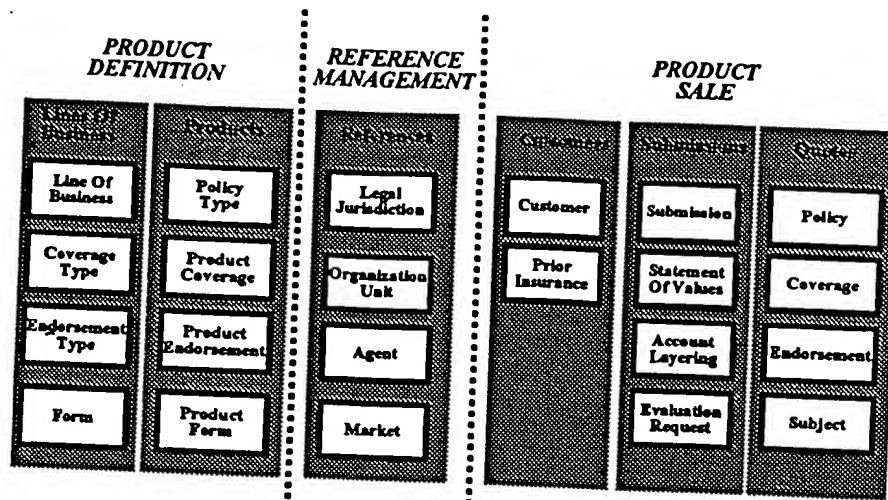 PRODUCT
DEFINITION
REFERENCE
MANAGEMENT
PRODUCT
SALE
Lines Of
Business
Products
References
Customers
Submissions
Quotes
Line Of
Business
Coverage
Type
Endorsement
Type
Form
Policy
Type
Product
Coverage
Product
Endorsement
Product
Form
Legal
Jurisdiction
Organization
Unit
Agent
Market
Customer
Prior
Insurance
Submission
Statement
Of Values
Account
Layering
Evaluation
Request
Policy
Coverage
Endorsement
Subject